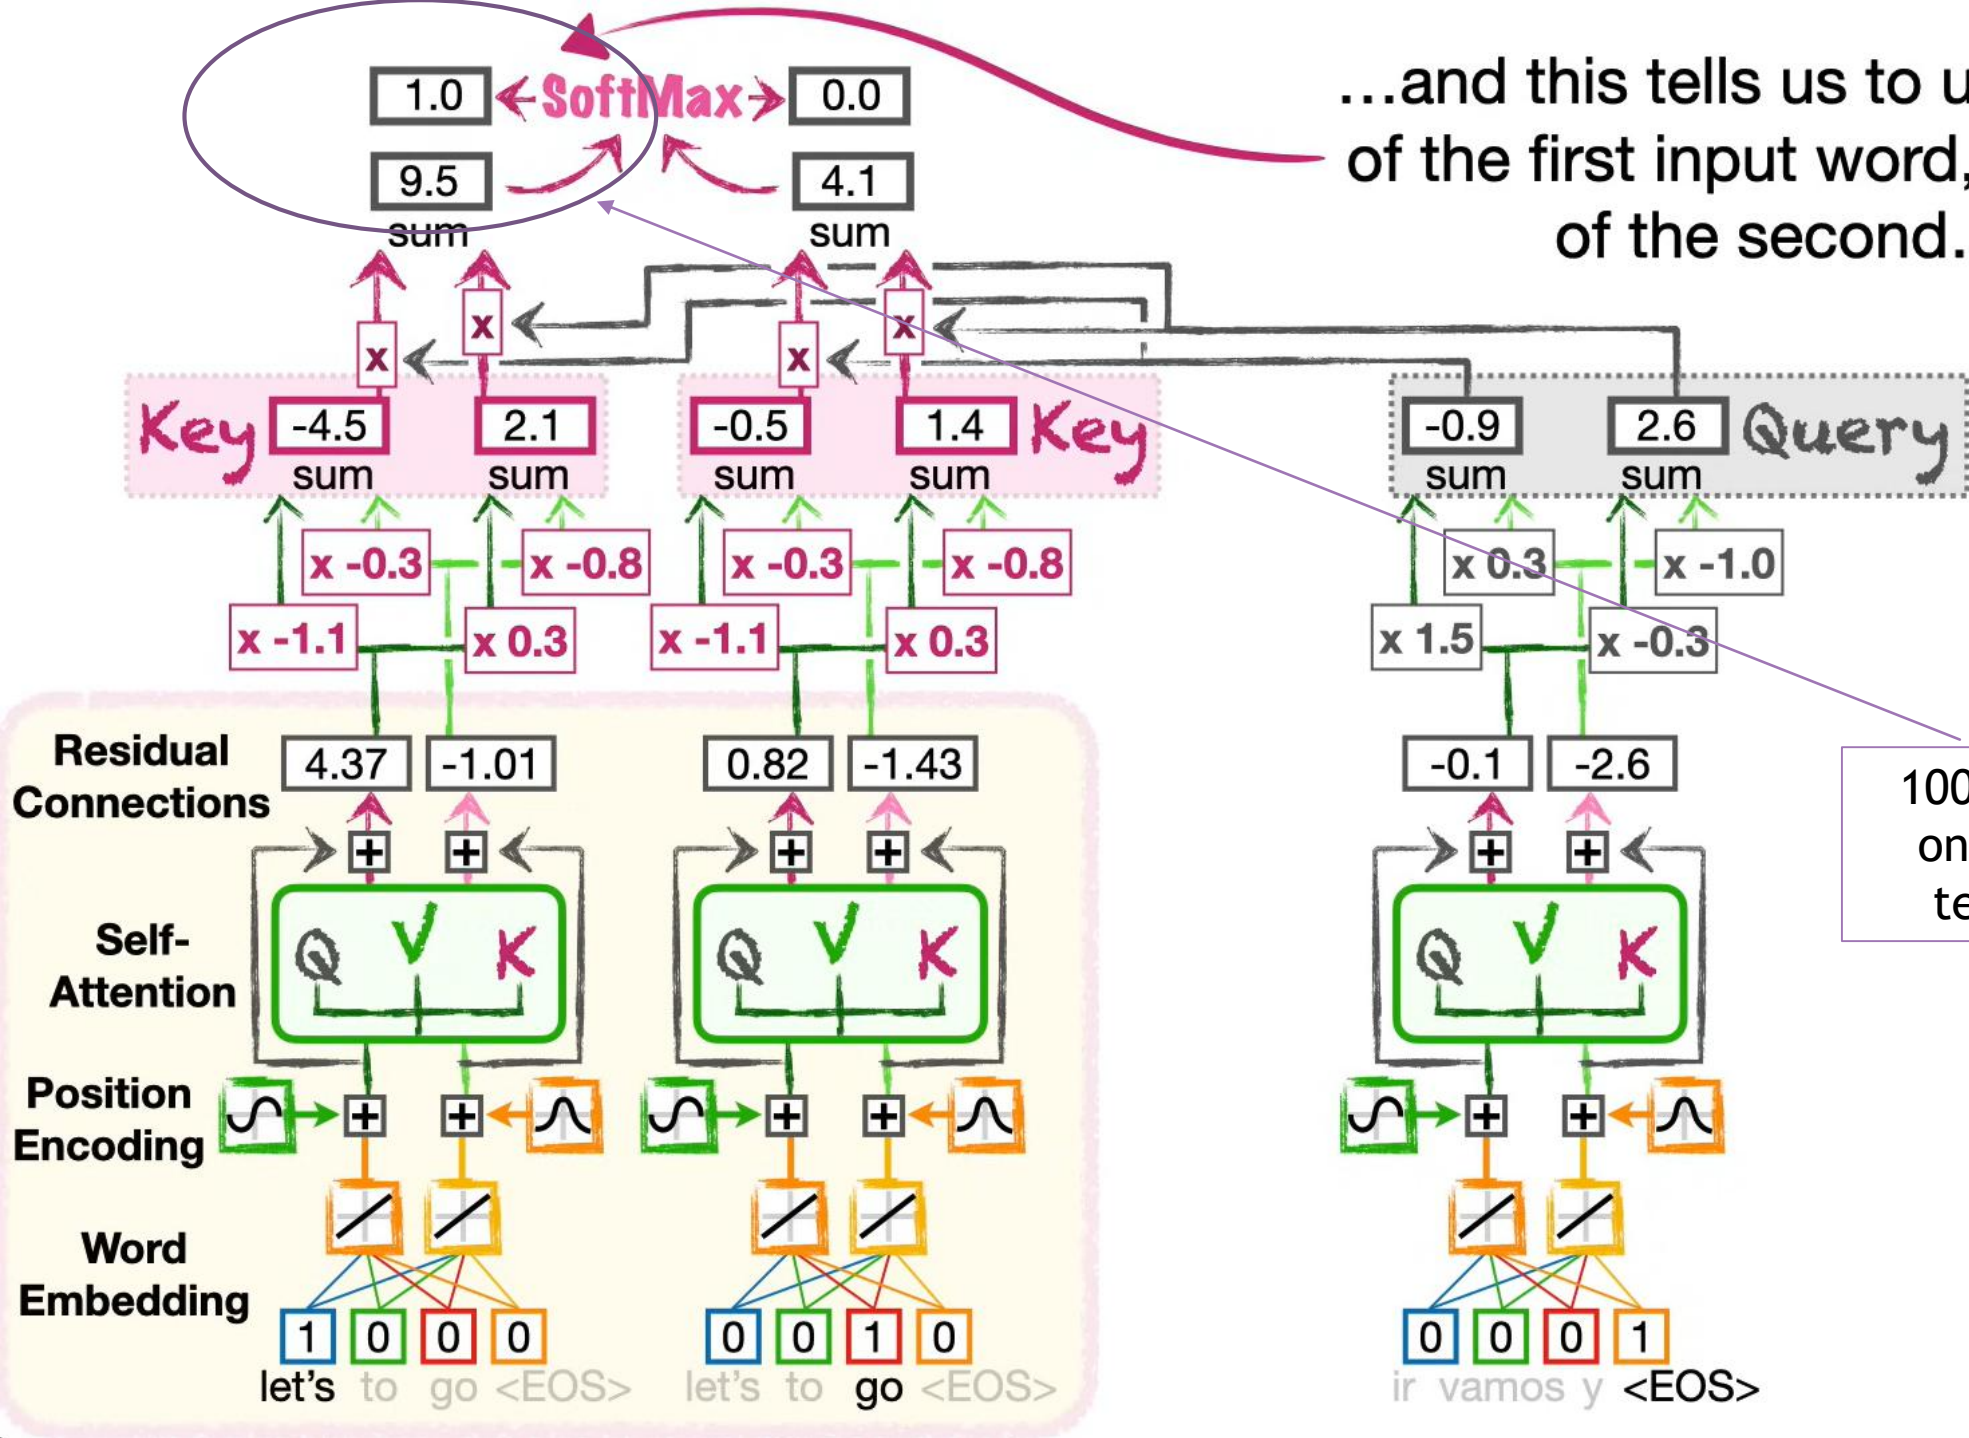 1.0 SoftMax 0.0
...and this tells us to
of the first input word,
of the second.
9.5 4.1
sum sum
x x
x x
Key -4.5 2.1 -0.5 1.4 Key -0.9 2.6 Query
sum sum sum sum sum sum
x -0.3 x -0.8 x -0.3 x -0.8 x 0.3 x -1.0
x -1.1 x 0.3 x -1.1 x 0.3 x 1.5 x -0.3
Residual
Connections
4.37 -1.01 0.82 -1.43 -0.1 -2.6
100
on
te
+ + + + + +
Self-
Attention
Q V K Q V K Q V K
Position
Encoding
+ + + + + +
Word
Embedding
1 0 0 0 0 0 1 0 0 0 0 1
let's to go <EOS> let's to go <EOS> ir vamos y <EOS>